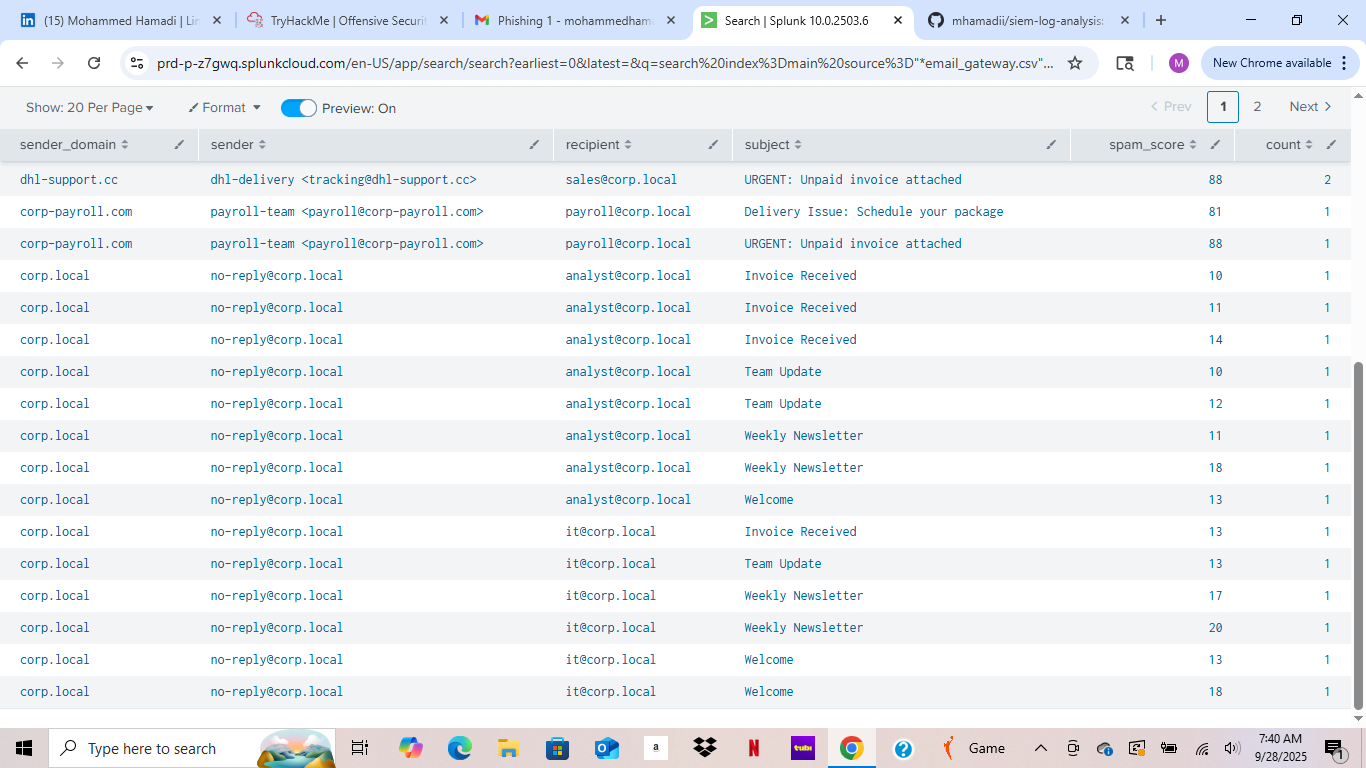 (15) Mohammed Hamadi | Lin
TryHackMe | Offensive Securit
Phishing 1 - mohammedhama
Search | Splunk 10.0.2503.6
mhamadii/siem-log-analysis:
prd-p-z7gwq.splunkcloud.com/en-US/app/search/search?earliest=0&latest=&q=search%20index%3Dmain%20source%3D"*email_gateway.csv"...
M
New Chrome available
Show: 20 Per Page
Format
Preview: On
Prev 1 2 Next
sender_domain sender recipient subject spam_score count
dhl-support.cc dhl-delivery <tracking@dhl-support.cc> sales@corp.local URGENT: Unpaid invoice attached 88 2
corp-payroll.com payroll-team <payroll@corp-payroll.com> payroll@corp.local Delivery Issue: Schedule your package 81 1
corp-payroll.com payroll-team <payroll@corp-payroll.com> payroll@corp.local URGENT: Unpaid invoice attached 88 1
corp.local no-reply@corp.local analyst@corp.local Invoice Received 10 1
corp.local no-reply@corp.local analyst@corp.local Invoice Received 11 1
corp.local no-reply@corp.local analyst@corp.local Invoice Received 14 1
corp.local no-reply@corp.local analyst@corp.local Team Update 10 1
corp.local no-reply@corp.local analyst@corp.local Team Update 12 1
corp.local no-reply@corp.local analyst@corp.local Weekly Newsletter 11 1
corp.local no-reply@corp.local analyst@corp.local Weekly Newsletter 18 1
corp.local no-reply@corp.local analyst@corp.local Welcome 13 1
corp.local no-reply@corp.local it@corp.local Invoice Received 13 1
corp.local no-reply@corp.local it@corp.local Team Update 13 1
corp.local no-reply@corp.local it@corp.local Weekly Newsletter 17 1
corp.local no-reply@corp.local it@corp.local Weekly Newsletter 20 1
corp.local no-reply@corp.local it@corp.local Welcome 13 1
corp.local no-reply@corp.local it@corp.local Welcome 18 1
Type here to search
a
N
tubi
Game
7:40 AM
9/28/2025
1